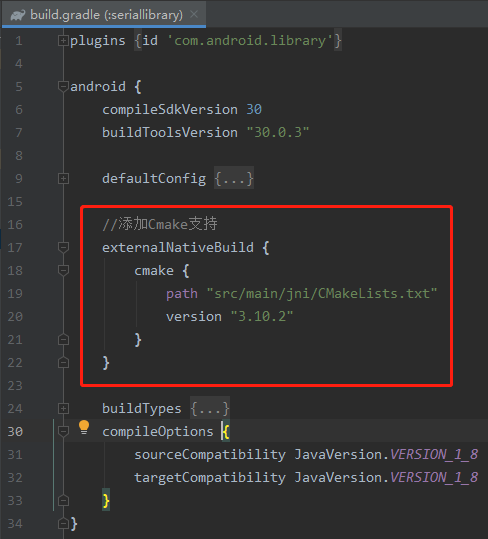 build.gradle (:seriallibrary)
1 plugins {id 'com.android.library'}
4
5 android {
6 compileSdkVersion 30
7 buildToolsVersion "30.0.3"
8
9 defaultConfig {...}
15
16 //添加Cmake支持
17 externalNativeBuild {
18 cmake {
19 path "src/main/jni/CMakeLists.txt"
20 version "3.10.2"
21 }
22 }
23
24 buildTypes {...}
30 compileOptions {
31 sourceCompatibility JavaVersion.VERSION_1_8
32 targetCompatibility JavaVersion.VERSION_1_8
33 }
34 }